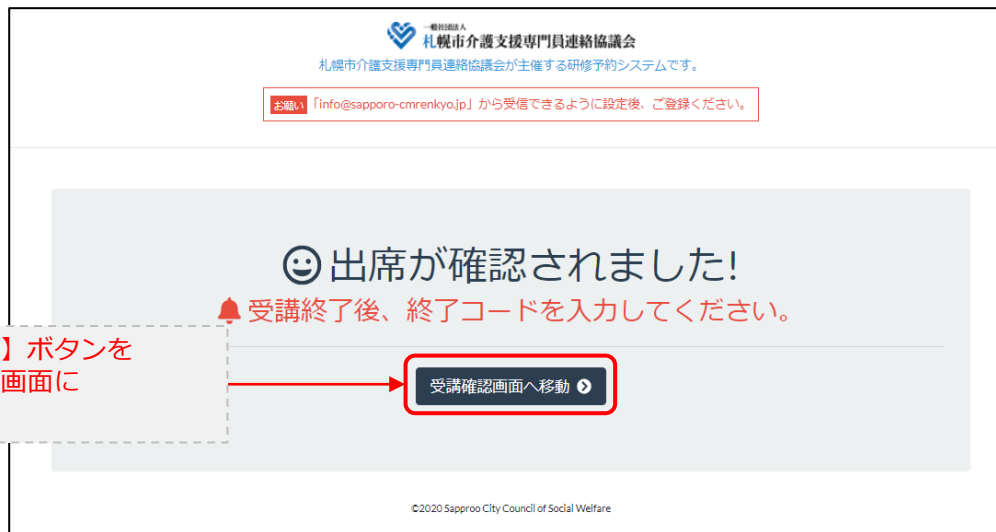 一般社団法人
札幌市介護支援専門員連絡協議会
札幌市介護支援専門員連絡協議会が主催する研修予約システムです。
お願い 「info@sapporo-cmrenkyo.jp」から受信できるように設定後、ご登録ください。
出席が確認されました!
受講終了後、終了コードを入力してください。
】ボタンを
画面に
受講確認画面へ移動
©2020 Sapproo City Council of Social Welfare